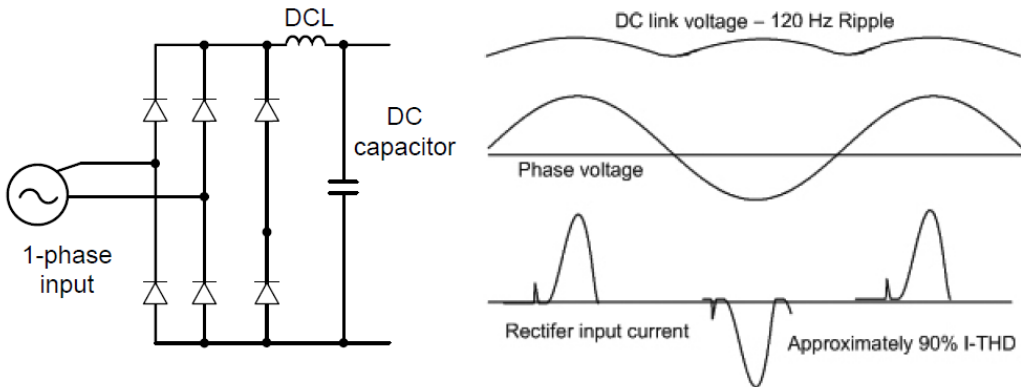 DCL
DC
capacitor
1-phase
input
DC link voltage – 120 Hz Ripple
Phase voltage
Rectifer input current
Approximately 90% I-THD